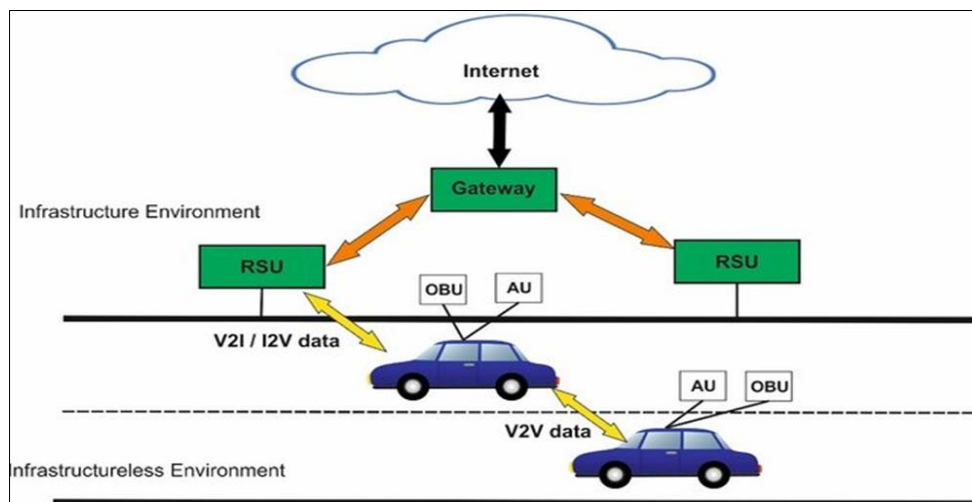 Internet
Gateway
Infrastructure Environment
RSU
RSU
OBU
AU
V2I / I2V data
AU
OBU
V2V data
Infrastructureless Environment